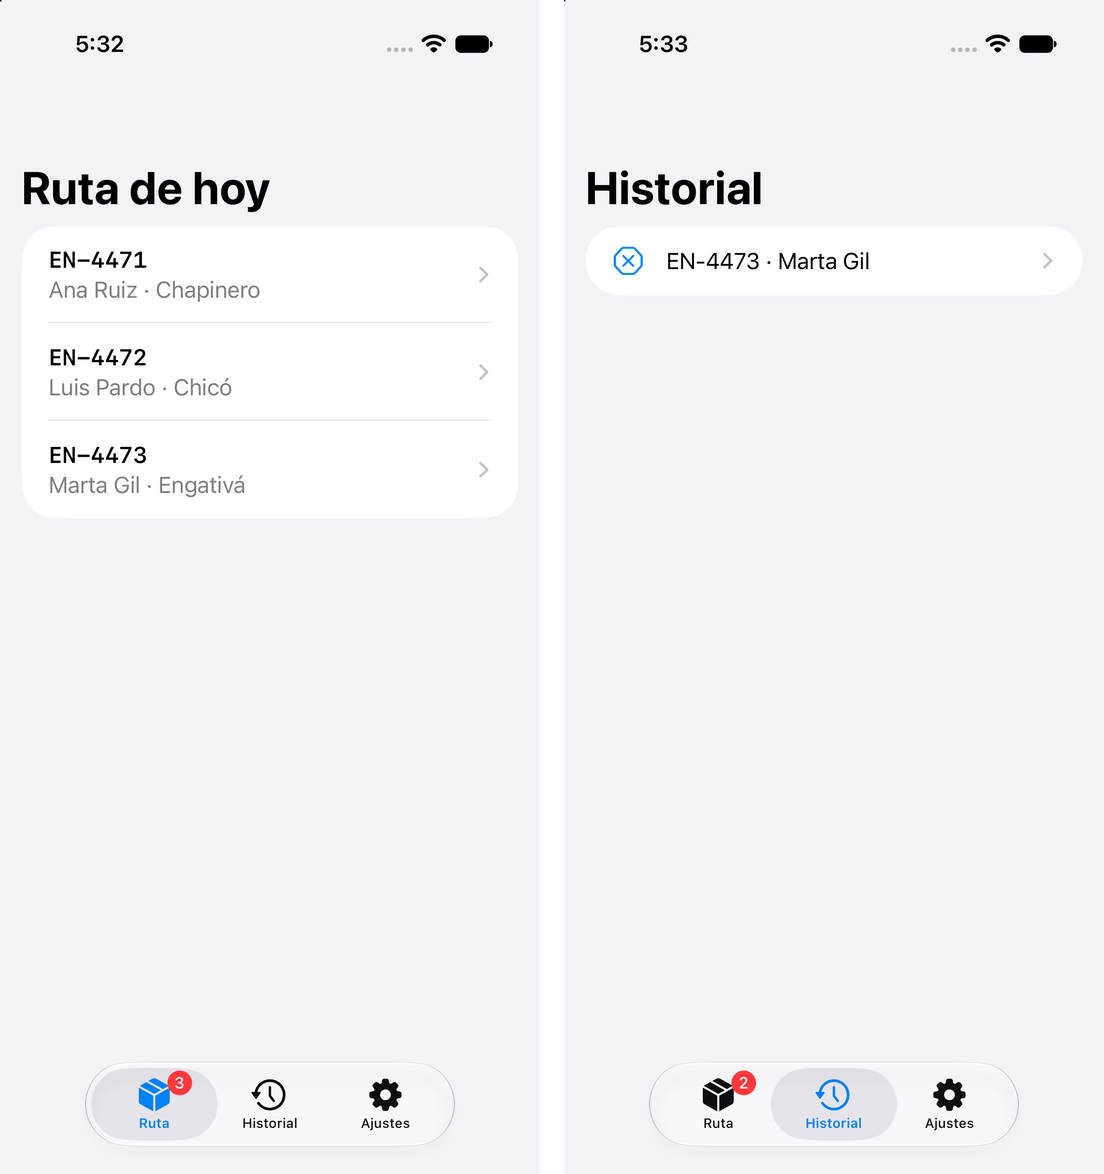 5:32
Ruta de hoy
EN–4471
Ana Ruiz · Chapinero
EN–4472
Luis Pardo · Chicó
EN–4473
Marta Gil · Engativá
3
Ruta
Historial
Ajustes
5:33
Historial
EN-4473 · Marta Gil
2
Ruta
Historial
Ajustes